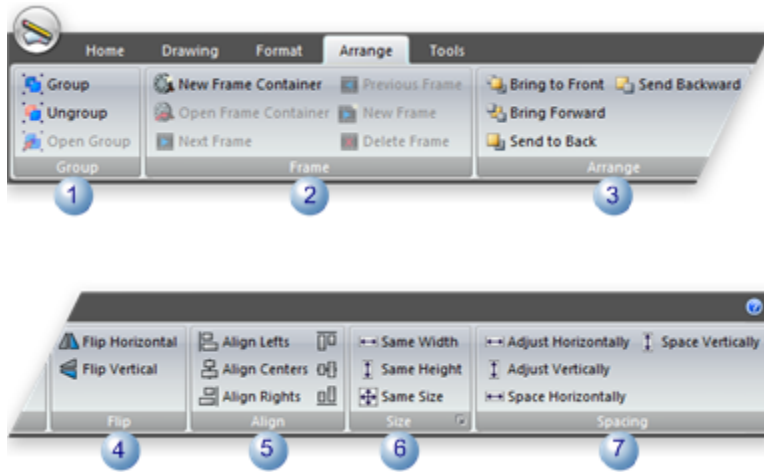 Home Drawing Format Arrange Tools
Group New Frame Container Previous Frame Bring to Front Send Backward
Ungroup Open Frame Container New Frame Bring Forward
Open Group Next Frame Delete Frame Send to Back
Group Frame Arrange
1 2 3
Flip Horizontal Align Lefts Same Width Adjust Horizontally Space Vertically
Flip Vertical Align Centers Same Height Adjust Vertically
Align Rights Same Size Space Horizontally
Flip Align Size Spacing
4 5 6 7